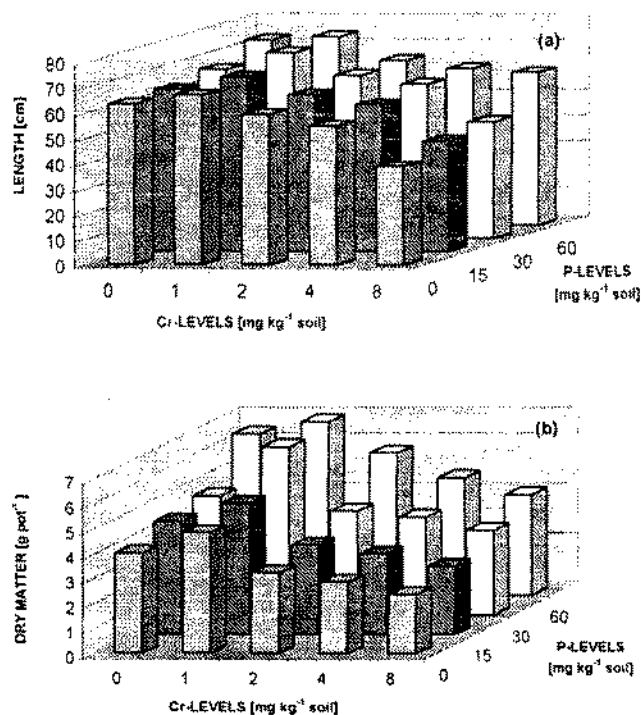 (a)
LENGTH [cm]
80
70
60
50
40
30
20
10
0
0 1 2 4 8
Cr-LEVELS [mg kg⁻¹ soil]
0 15 30 60
P-LEVELS
[mg kg⁻¹ soil]
(b)
DRY MATTER [g pot⁻¹]
7
6
5
4
3
2
1
0
0 1 2 4 8
Cr-LEVELS [mg kg⁻¹ soil]
0 15 30 60
P-LEVELS
[mg kg⁻¹ soil]